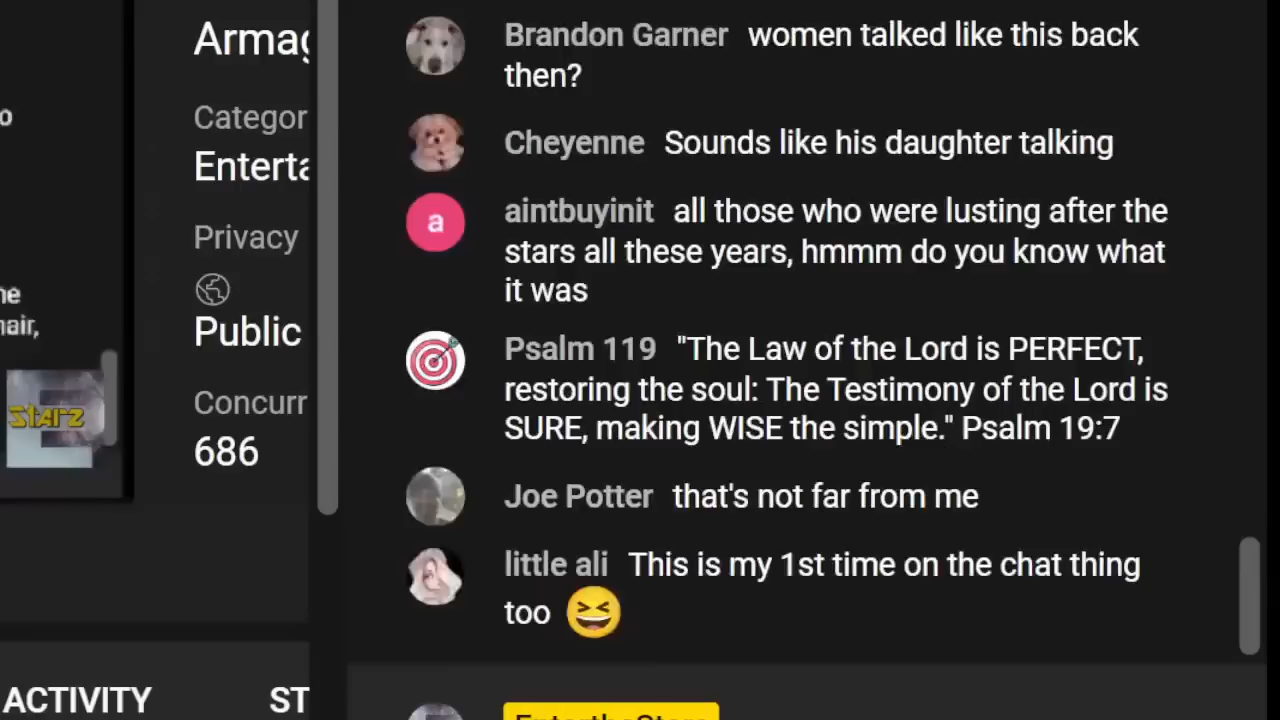 Armag
Categor
Enterta
Privacy
Public
Concurr
686
o
ne
hair,
Starz
ACTIVITY
ST
Brandon Garner women talked like this back
then?
Cheyenne Sounds like his daughter talking
a
aintbuyinit all those who were lusting after the
stars all these years, hmmm do you know what
it was
Psalm 119 "The Law of the Lord is PERFECT,
restoring the soul: The Testimony of the Lord is
SURE, making WISE the simple." Psalm 19:7
Joe Potter that's not far from me
little ali This is my 1st time on the chat thing
too 😆